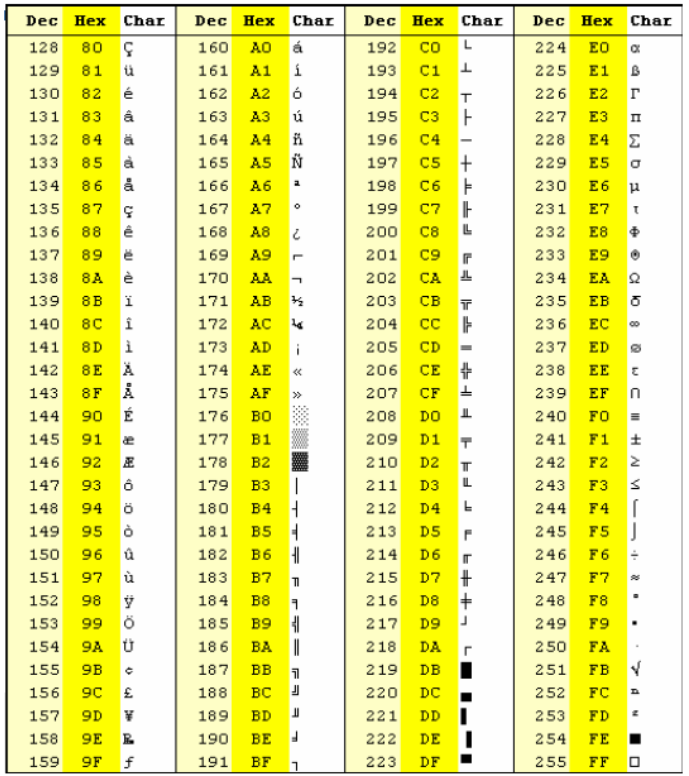 Dec Hex Char Dec Hex Char Dec Hex Char Dec Hex Char
128 80 Ç 160 A0 á 192 C0 └ 224 E0 α
129 81 ü 161 A1 í 193 C1 ┴ 225 E1 ß
130 82 é 162 A2 ó 194 C2 ┬ 226 E2 Γ
131 83 â 163 A3 ú 195 C3 ├ 227 E3 π
132 84 ä 164 A4 ñ 196 C4 ─ 228 E4 Σ
133 85 à 165 A5 Ñ 197 C5 ┼ 229 E5 σ
134 86 å 166 A6 ª 198 C6 ╞ 230 E6 µ
135 87 ç 167 A7 º 199 C7 ╟ 231 E7 τ
136 88 ê 168 A8 ¿ 200 C8 ╚ 232 E8 Φ
137 89 ë 169 A9 ⌐ 201 C9 ╔ 233 E9 Θ
138 8A è 170 AA ¬ 202 CA ╩ 234 EA Ω
139 8B ï 171 AB ½ 203 CB ╦ 235 EB δ
140 8C î 172 AC ¼ 204 CC ╠ 236 EC ∞
141 8D ì 173 AD ¡ 205 CD ═ 237 ED ø
142 8E Ä 174 AE « 206 CE ╬ 238 EE ε
143 8F Å 175 AF » 207 CF ╧ 239 EF ∩
144 90 É 176 B0 ░ 208 D0 ╨ 240 F0 ≡
145 91 æ 177 B1 ▒ 209 D1 ╤ 241 F1 ±
146 92 Æ 178 B2 ▓ 210 D2 ╥ 242 F2 ≥
147 93 ô 179 B3 │ 211 D3 ╙ 243 F3 ≤
148 94 ö 180 B4 ┤ 212 D4 ╘ 244 F4 ⌠
149 95 ò 181 B5 ╡ 213 D5 ╒ 245 F5 ⌡
150 96 û 182 B6 ╢ 214 D6 ╓ 246 F6 ÷
151 97 ù 183 B7 ╖ 215 D7 ╫ 247 F7 ≈
152 98 ÿ 184 B8 ╕ 216 D8 ╪ 248 F8 °
153 99 Ö 185 B9 ╣ 217 D9 ┘ 249 F9 ∙
154 9A Ü 186 BA ║ 218 DA ┌ 250 FA ·
155 9B ¢ 187 BB ╗ 219 DB █ 251 FB √
156 9C £ 188 BC ╝ 220 DC ▄ 252 FC ⁿ
157 9D ¥ 189 BD ╜ 221 DD ▌ 253 FD ²
158 9E ₧ 190 BE ╛ 222 DE ▐ 254 FE ■
159 9F ƒ 191 BF ┐ 223 DF ▀ 255 FF □